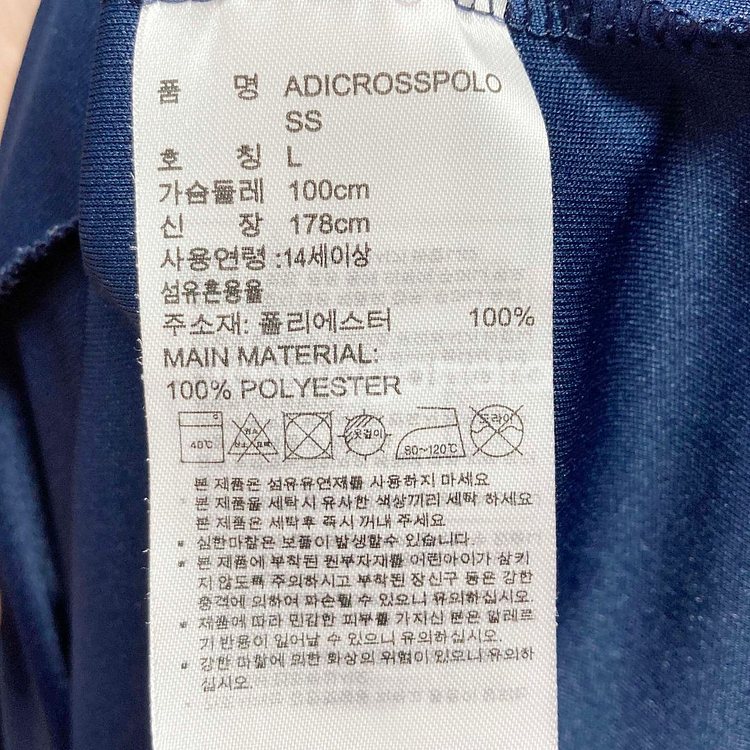 품 명 ADICROSSPOLO
SS
호 칭 L
가슴둘레 100cm
신 장 178cm
사용연령 :14세이상
섬유혼용율
주소재: 폴리에스터 100%
MAIN MATERIAL:
100% POLYESTER
40℃ 옷걸이 80~120℃ 드라이
본 제품은 섬유유연재를 사용하지 마세요
본 제품을 세탁시 유사한 색상끼리 세탁 하세요
본 제품은 세탁후 즉시 꺼내 주세요
▪ 심한마찰은 보풀이 발생할수 있습니다.
▪ 본 제품에 부착된 원부자재를 어린아이가 삼키
지 않도록 주의하시고 부착된 장신구 등은 강한
충격에 의하여 파손될 수 있으니 유의하십시오.
▪ 제품에 따라 민감한 피부를 가지신 분은 알레르
기 반응이 일어날 수 있으니 유의하십시오.
▪ 강한 마찰에 의한 화상의 위험이 있으니 유의하
십시오.